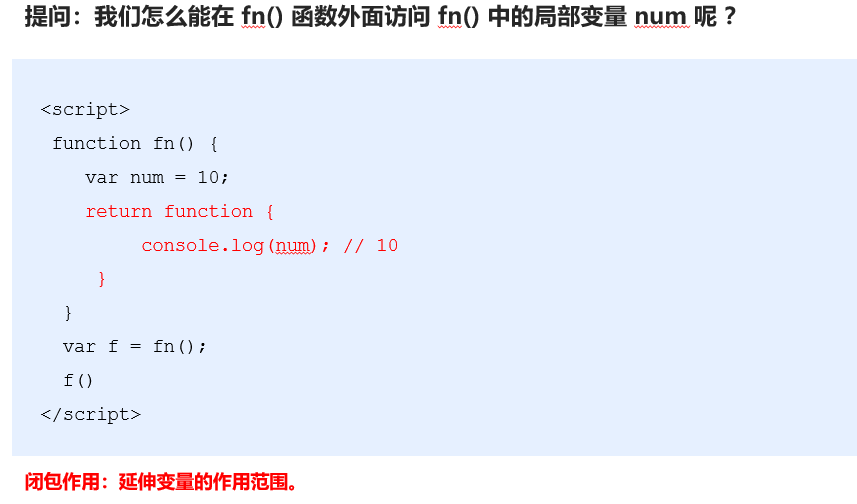 提问：我们怎么能在 fn() 函数外面访问 fn() 中的局部变量 num 呢 ？
<script>
function fn() {
var num = 10;
return function {
console.log(num); // 10
}
}
var f = fn();
f()
</script>
闭包作用：延伸变量的作用范围。